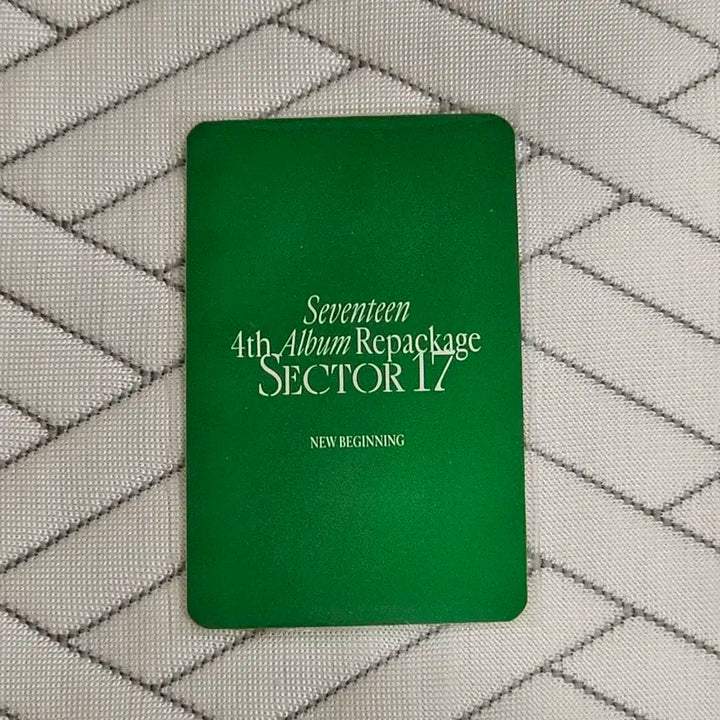 Seventeen
4th Album Repackage
SECTOR 17
NEW BEGINNING